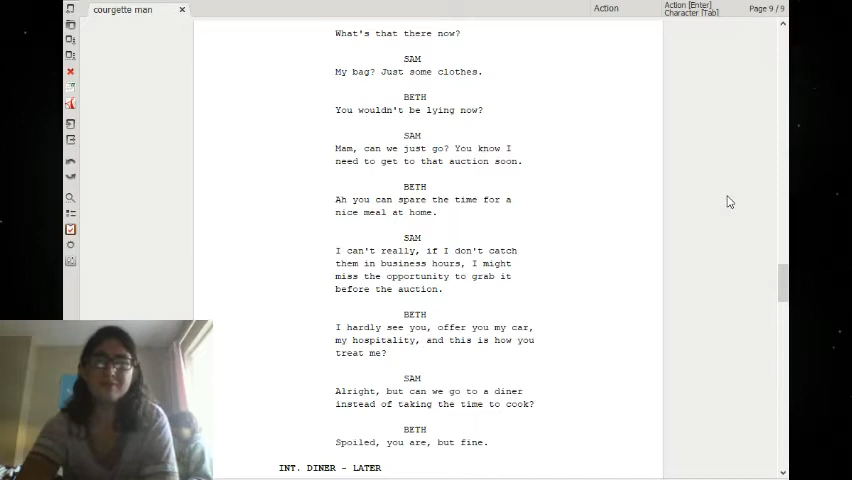 courgette man
Action
Action [Enter]
Character [Tab]
Page 9 / 9
What's that there now?
SAM
My bag? Just some clothes.
BETH
You wouldn't be lying now?
SAM
Mam, can we just go? You know I
need to get to that auction soon.
BETH
Ah you can spare the time for a
nice meal at home.
SAM
I can't really, if I don't catch
them in business hours, I might
miss the opportunity to grab it
before the auction.
BETH
I hardly see you, offer you my car,
my hospitality, and this is how you
treat me?
SAM
Alright, but can we go to a diner
instead of taking the time to cook?
BETH
Spoiled, you are, but fine.
INT. DINER - LATER